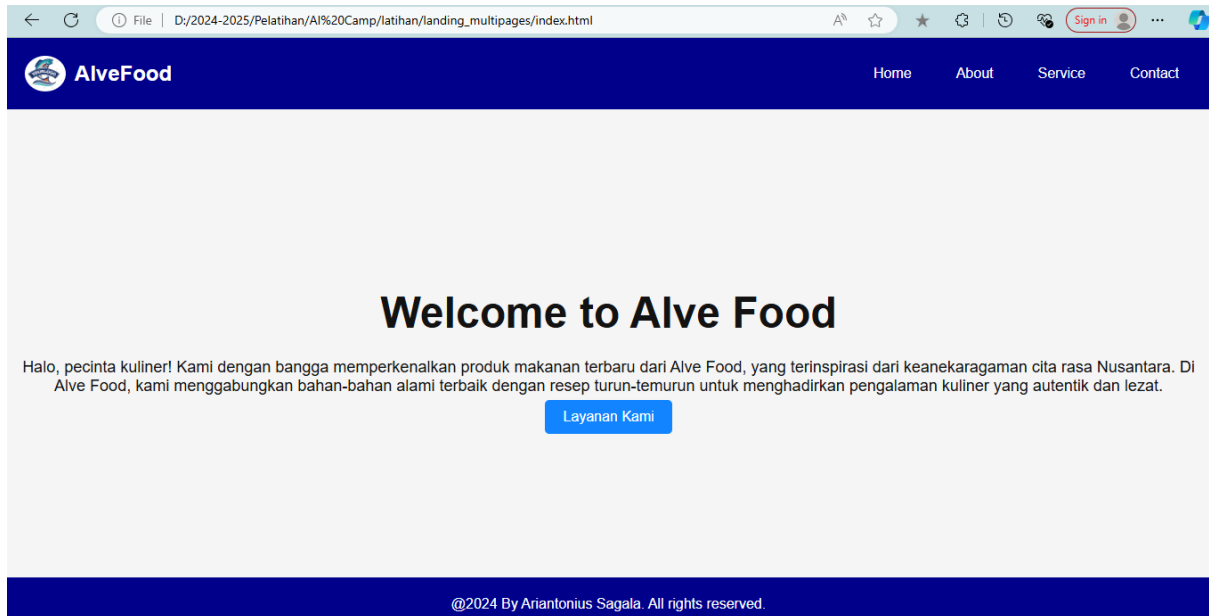 File
D:/2024-2025/Pelatihan/AI%20Camp/latihan/landing_multipages/index.html
Sign in
AlveFood
Home About Service Contact
Welcome to Alve Food
Halo, pecinta kuliner! Kami dengan bangga memperkenalkan produk makanan terbaru dari Alve Food, yang terinspirasi dari keanekaragaman cita rasa Nusantara. Di
Alve Food, kami menggabungkan bahan-bahan alami terbaik dengan resep turun-temurun untuk menghadirkan pengalaman kuliner yang autentik dan lezat.
Layanan Kami
@2024 By Ariantonius Sagala. All rights reserved.